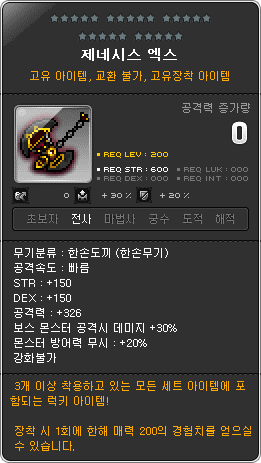 제네시스 엑스
고유 아이템, 교환 불가, 고유장착 아이템
공격력 증가량
0
REQ LEV : 200
REQ STR : 600 REQ LUK : 000
REQ DEX : 000 REQ INT : 000
0 + 30 % + 20 %
초보자 전사 마법사 궁수 도적 해적
무기분류 : 한손도끼 (한손무기)
공격속도 : 빠름
STR : +150
DEX : +150
공격력 : +326
보스 몬스터 공격시 데미지 +30%
몬스터 방어력 무시 : +20%
강화불가
3개 이상 착용하고 있는 모든 세트 아이템에 포
함되는 럭키 아이템!
장착 시 1회에 한해 매력 200의 경험치를 얻으실
수 있습니다.